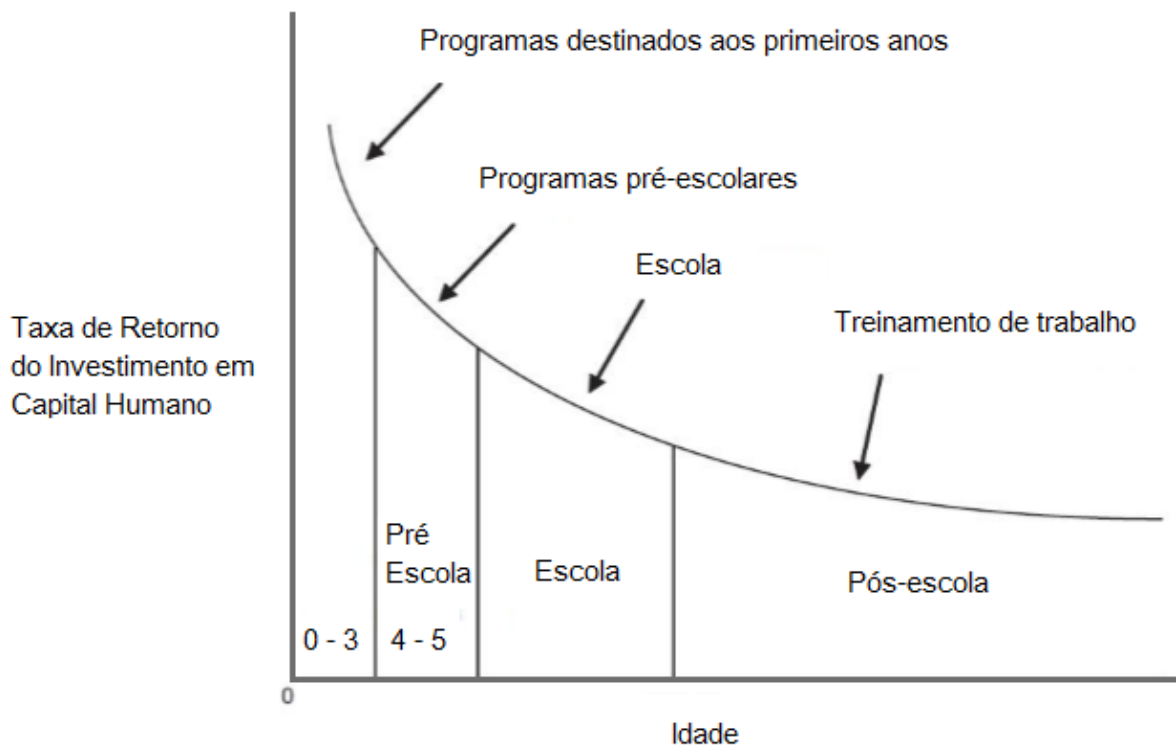 Programas destinados aos primeiros anos
Programas pré-escolares
Escola
Treinamento de trabalho
Taxa de Retorno
do Investimento em
Capital Humano
Pré
Escola
Escola
Pós-escola
0 - 3
4 - 5
0
Idade